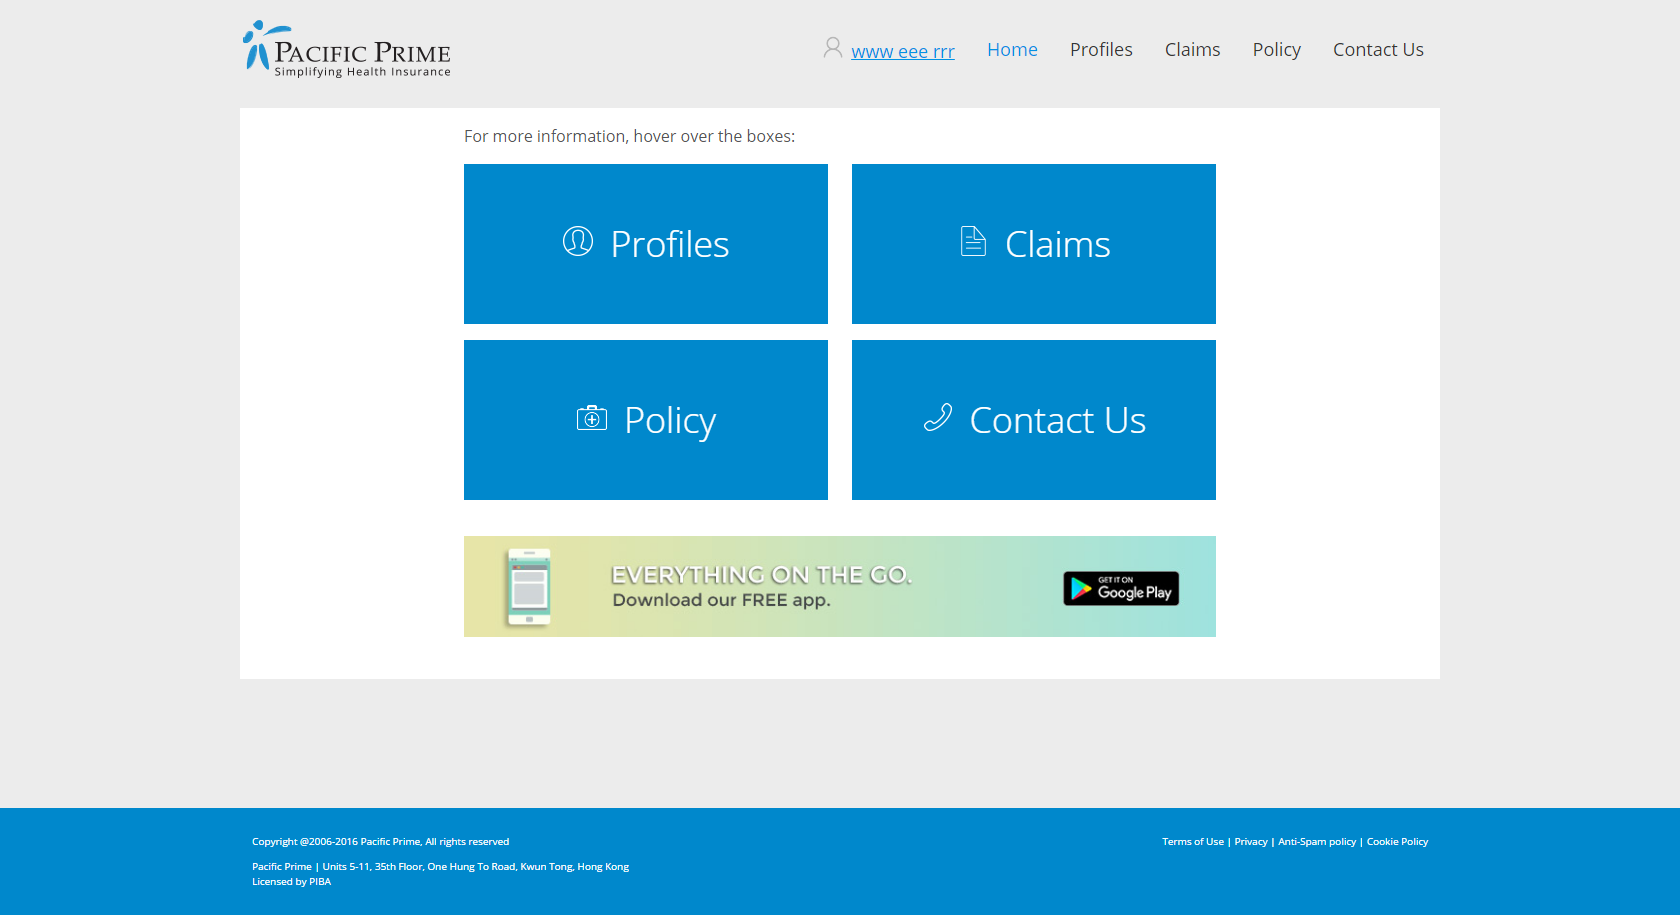 PACIFIC PRIME
Simplifying Health Insurance
www eee rrr Home Profiles Claims Policy Contact Us
For more information, hover over the boxes:
Profiles
Claims
Policy
Contact Us
EVERYTHING ON THE GO.
Download our FREE app.
GET IT ON
Google Play
Copyright @2006-2016 Pacific Prime, All rights reserved
Terms of Use | Privacy | Anti-Spam policy | Cookie Policy
Pacific Prime | Units 5-11, 35th Floor, One Hung To Road, Kwun Tong, Hong Kong
Licensed by PIBA